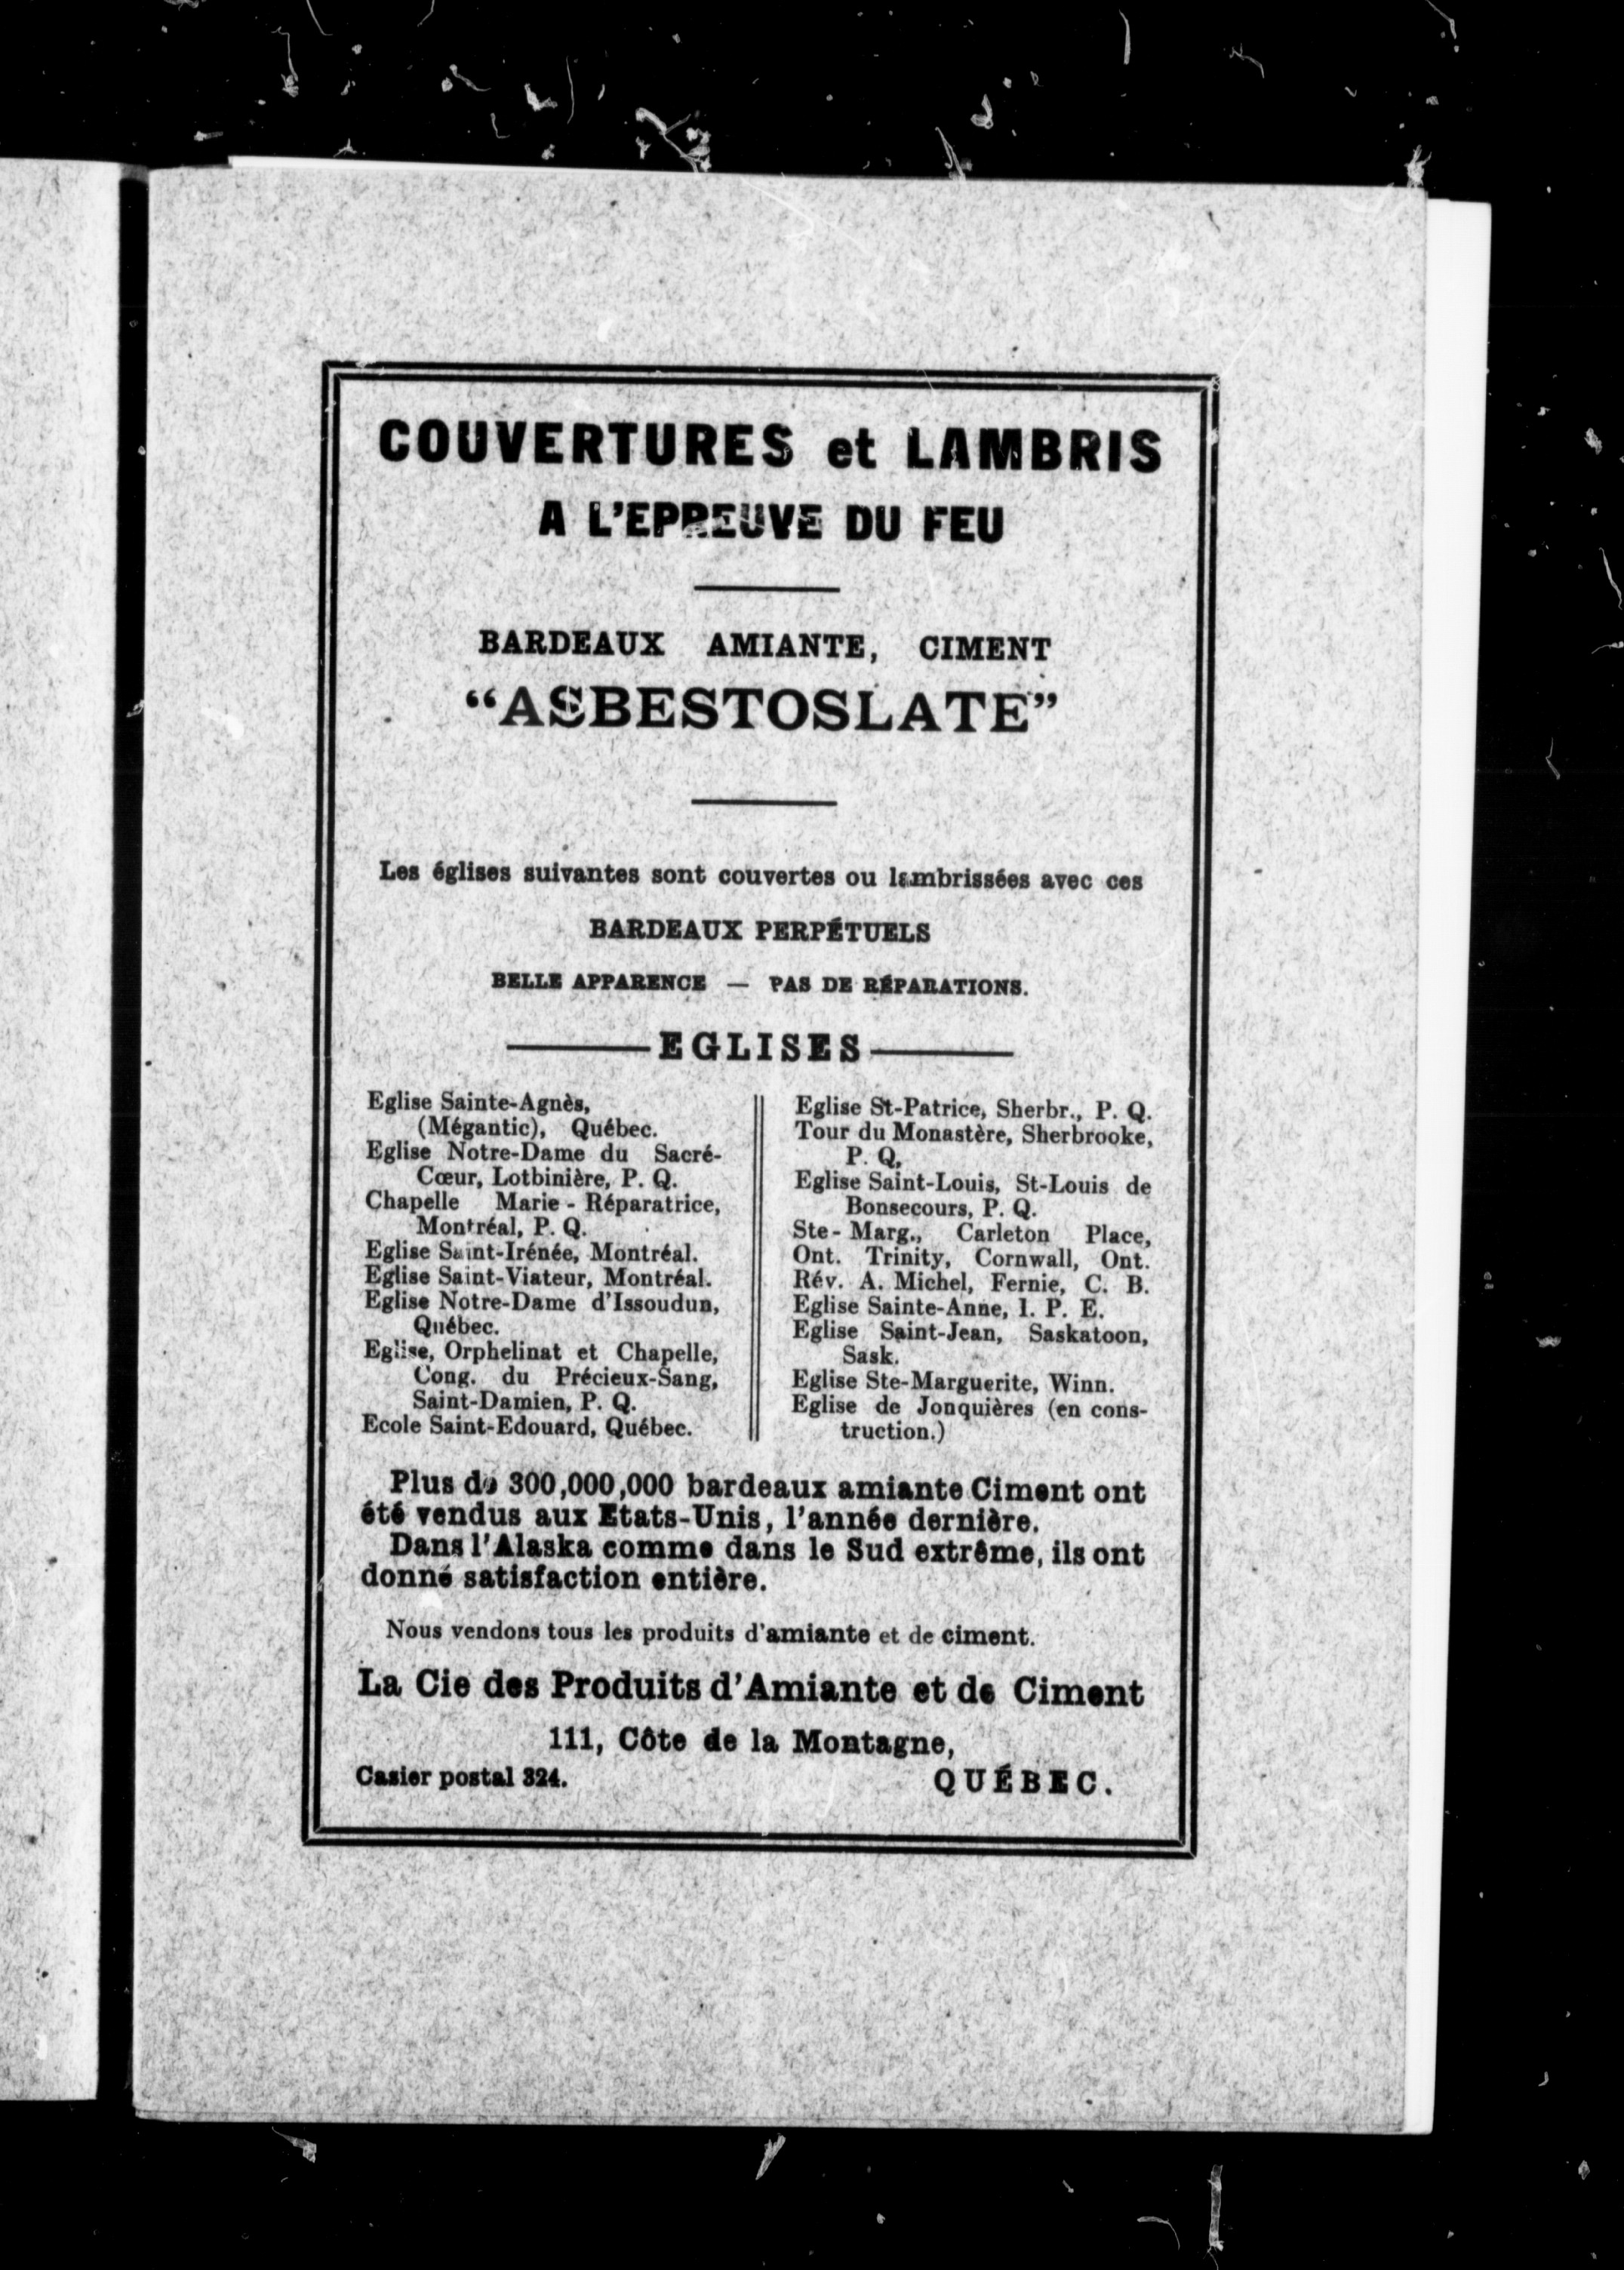 COUVERTURES et LAMBRIS
A L'EPREUVE DU FEU
BARDEAUX AMIANTE, CIMENT
“ASBESTOSLATE”
Les églises suivantes sont couvertes ou lambrissées avec ces
BARDEAUX PERPÉTUELS
BELLE APPARENCE — PAS DE RÉPARATIONS.
EGLISES
Eglise Sainte-Agnès,
(Mégantic), Québec.
Eglise Notre-Dame du Sacré-
Cœur, Lotbinière, P. Q.
Chapelle Marie - Réparatrice,
Montréal, P. Q.
Eglise Saint-Irénée, Montréal.
Eglise Saint-Viateur, Montréal.
Eglise Notre-Dame d'Issoudun,
Québec.
Eglise, Orphelinat et Chapelle,
Cong. du Précieux-Sang,
Saint-Damien, P. Q.
Ecole Saint-Edouard, Québec.
Eglise St-Patrice, Sherbr., P. Q.
Tour du Monastère, Sherbrooke,
P. Q,
Eglise Saint-Louis, St-Louis de
Bonsecours, P. Q.
Ste- Marg., Carleton Place,
Ont. Trinity, Cornwall, Ont.
Rév. A. Michel, Fernie, C. B.
Eglise Sainte-Anne, I. P. E.
Eglise Saint-Jean, Saskatoon,
Sask.
Eglise Ste-Marguerite, Winn.
Eglise de Jonquières (en cons-
truction.)
Plus de 300,000,000 bardeaux amiante Ciment ont
été vendus aux Etats-Unis, l'année dernière.
Dans l'Alaska comme dans le Sud extrême, ils ont
donné satisfaction entière.
Nous vendons tous les produits d'amiante et de ciment.
La Cie des Produits d'Amiante et de Ciment
111, Côte de la Montagne,
Casier postal 324. QUÉBEC.